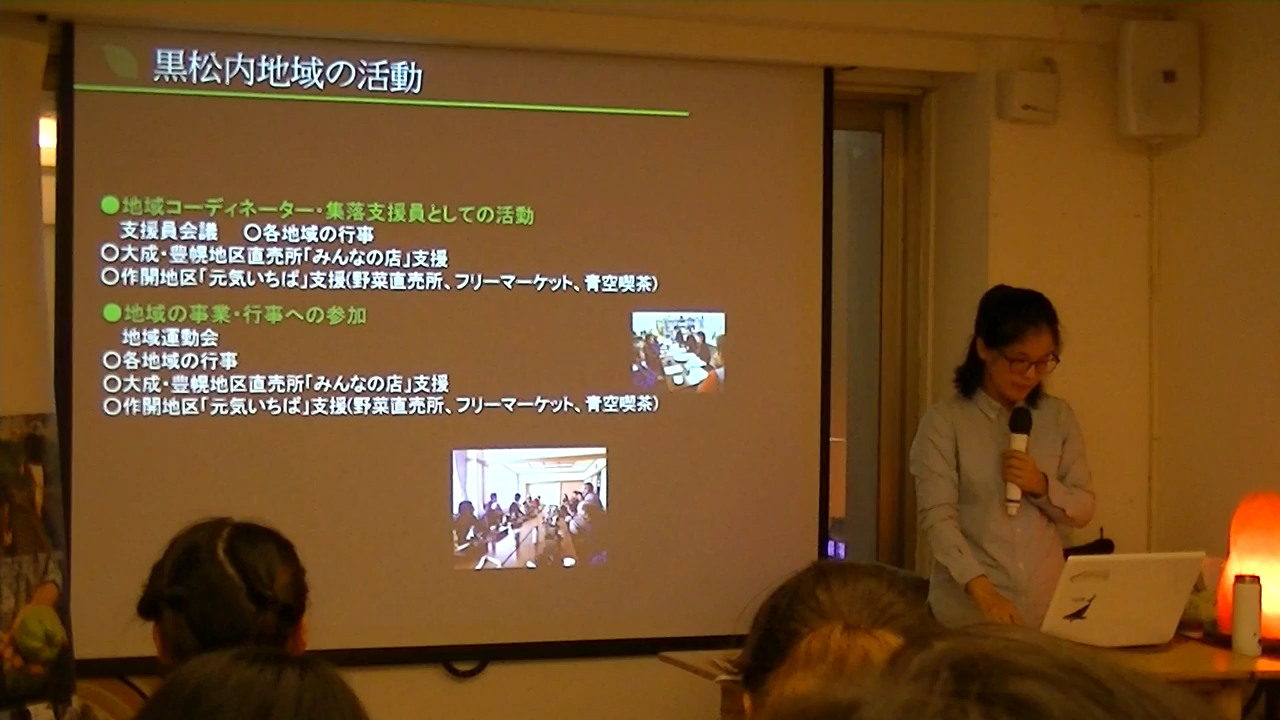 黒松内地域の活動
●地域コーディネーター・集落支援員としての活動
支援員会議　○各地域の行事
○大成・豊幌地区直売所「みんなの店」支援
○作開地区「元気いちば」支援(野菜直売所、フリーマーケット、青空喫茶)
●地域の事業・行事への参加
地域運動会
○各地域の行事
○大成・豊幌地区直売所「みんなの店」支援
○作開地区「元気いちば」支援(野菜直売所、フリーマーケット、青空喫茶)